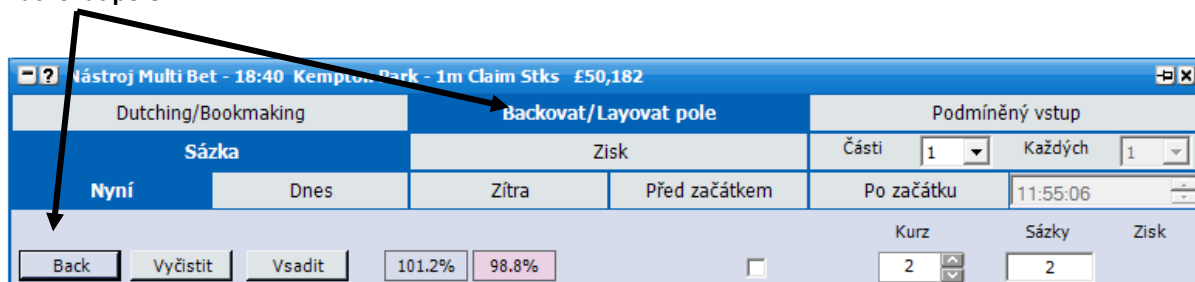 Nástroj Multi Bet - 18:40 Kempton Park - 1m Claim Stks £50,182
Dutching/Bookmaking Backovat/Layovat pole Podmíněný vstup
Sázka Zisk Části 1 Každých 1
Nyní Dnes Zítra Před začátkem Po začátku 11:55:06
Kurz Sázky Zisk
Back Vyčistit Vsadit 101.2% 98.8% 2 2